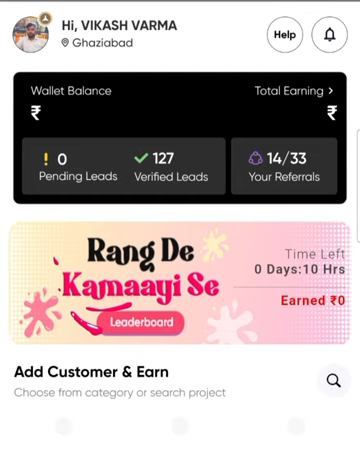 Hi, VIKASH VARMA
Ghaziabad
Help
Wallet Balance
Total Earning >
₹
₹
! 0
Pending Leads
127
Verified Leads
14/33
Your Referrals
Rang De
Kamaayi Se
Leaderboard
Time Left
0 Days:10 Hrs
Earned ₹0
Add Customer & Earn
Choose from category or search project